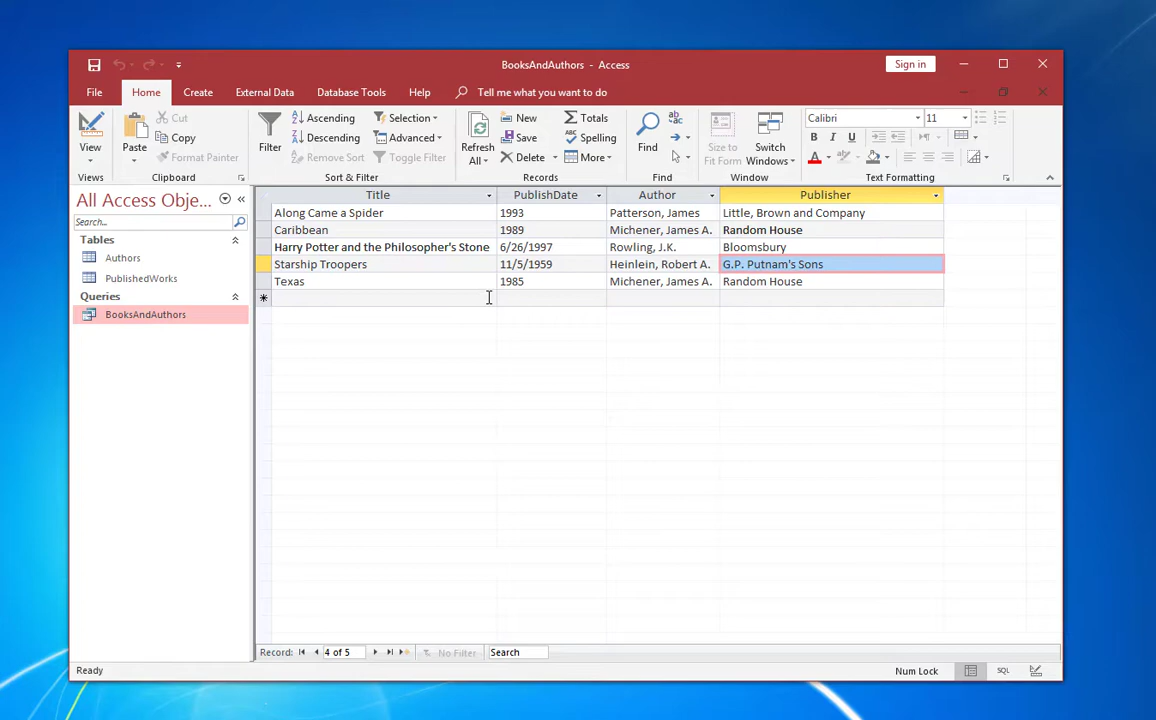 BooksAndAuthors - Access
Sign in
File Home Create External Data Database Tools Help Tell me what you want to do
View
Views
Paste
Cut
Copy
Format Painter
Clipboard
Filter
Ascending
Descending
Remove Sort
Selection
Advanced
Toggle Filter
Sort & Filter
Refresh
All
New
Save
Delete
Totals
Spelling
More
Records
Find
Find
Size to
Fit Form
Switch
Windows
Window
Calibri 11
B I U
A
Text Formatting
All Access Obje...
Search...
Tables
Authors
PublishedWorks
Queries
BooksAndAuthors
Title PublishDate Author Publisher
Along Came a Spider 1993 Patterson, James Little, Brown and Company
Caribbean 1989 Michener, James A. Random House
Harry Potter and the Philosopher's Stone 6/26/1997 Rowling, J.K. Bloomsbury
Starship Troopers 11/5/1959 Heinlein, Robert A. G.P. Putnam's Sons
Texas 1985 Michener, James A. Random House
Record: 4 of 5 No Filter Search
Ready
Num Lock SQL